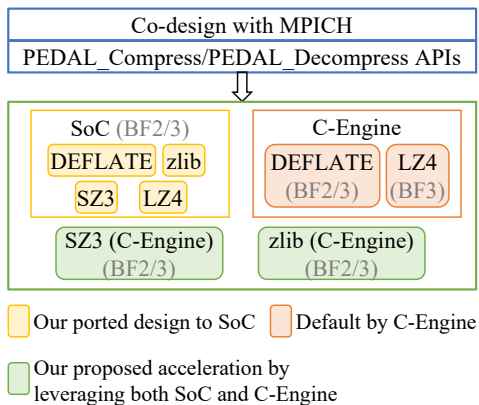 Co-design with MPICH
PEDAL_Compress/PEDAL_Decompress APIs
SoC (BF2/3)
DEFLATE zlib
SZ3 LZ4
C-Engine
DEFLATE
(BF2/3)
LZ4
(BF3)
SZ3 (C-Engine)
(BF2/3)
zlib (C-Engine)
(BF2/3)
Our ported design to SoC
Default by C-Engine
Our proposed acceleration by
leveraging both SoC and C-Engine